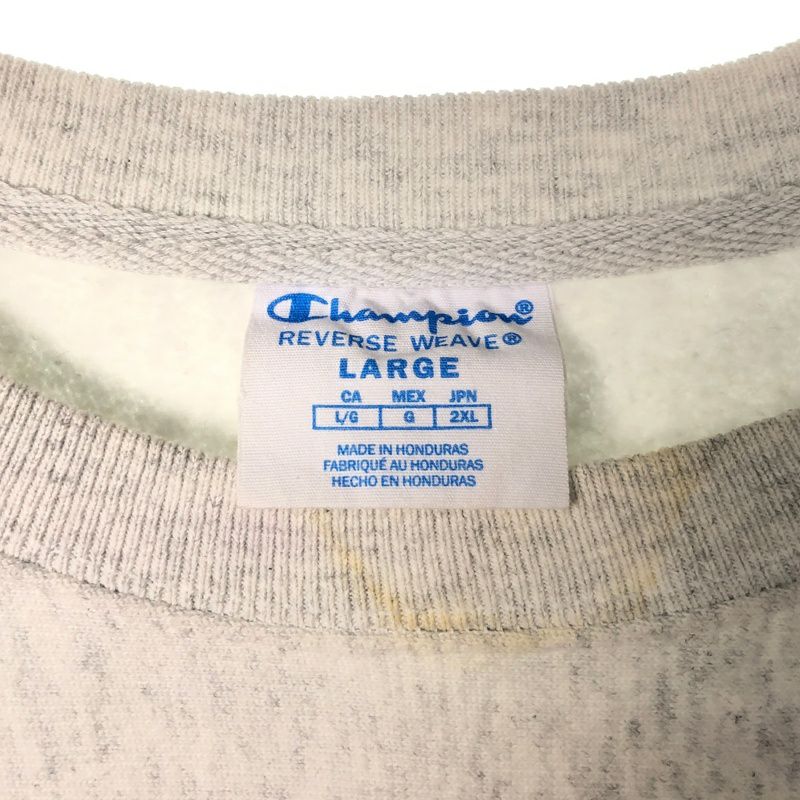 Champion®
REVERSE WEAVE®
LARGE
CA MEX JPN
L/G G 2XL
MADE IN HONDURAS
FABRIQUÉ AU HONDURAS
HECHO EN HONDURAS